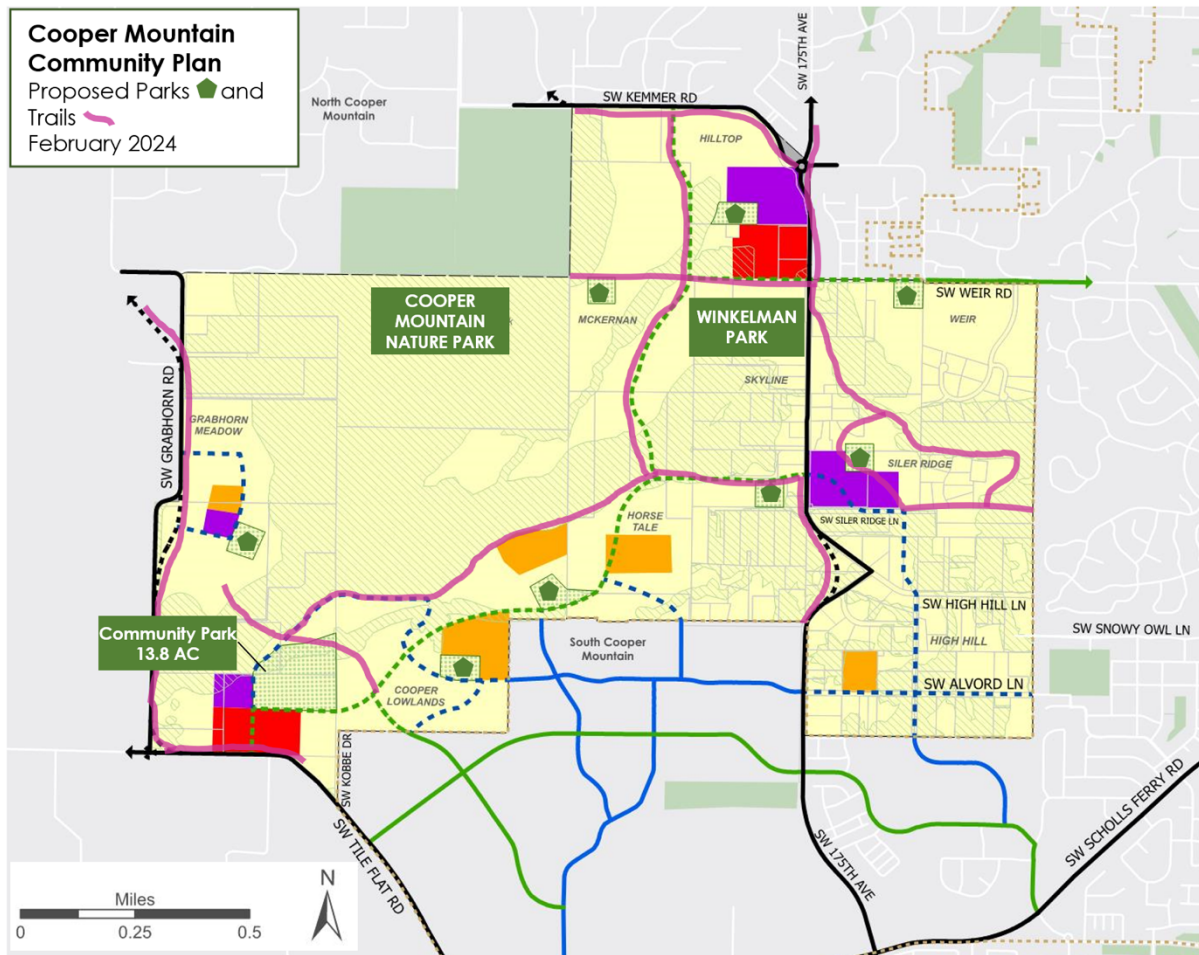 Cooper Mountain
Community Plan
Proposed Parks and
Trails
February 2024
North Cooper
Mountain
SW KEMMER RD
SW 175TH AVE
HILLTOP
COOPER
MOUNTAIN
NATURE PARK
MCKERNAN
WINKELMAN
PARK
SW WEIR RD
WEIR
SKYLINE
SW GRABHORN RD
GRABHORN
MEADOW
SILER RIDGE
HORSE
TALE
SW SILER RIDGE LN
SW HIGH HILL LN
HIGH HILL
SW SNOWY OWL LN
Community Park
13.8 AC
South Cooper
Mountain
SW ALVORD LN
COOPER
LOWLANDS
SW KOBBE DR
SW TILE FLAT RD
SW 175TH AVE
SW SCHOLLS FERRY RD
Miles
0 0.25 0.5
N